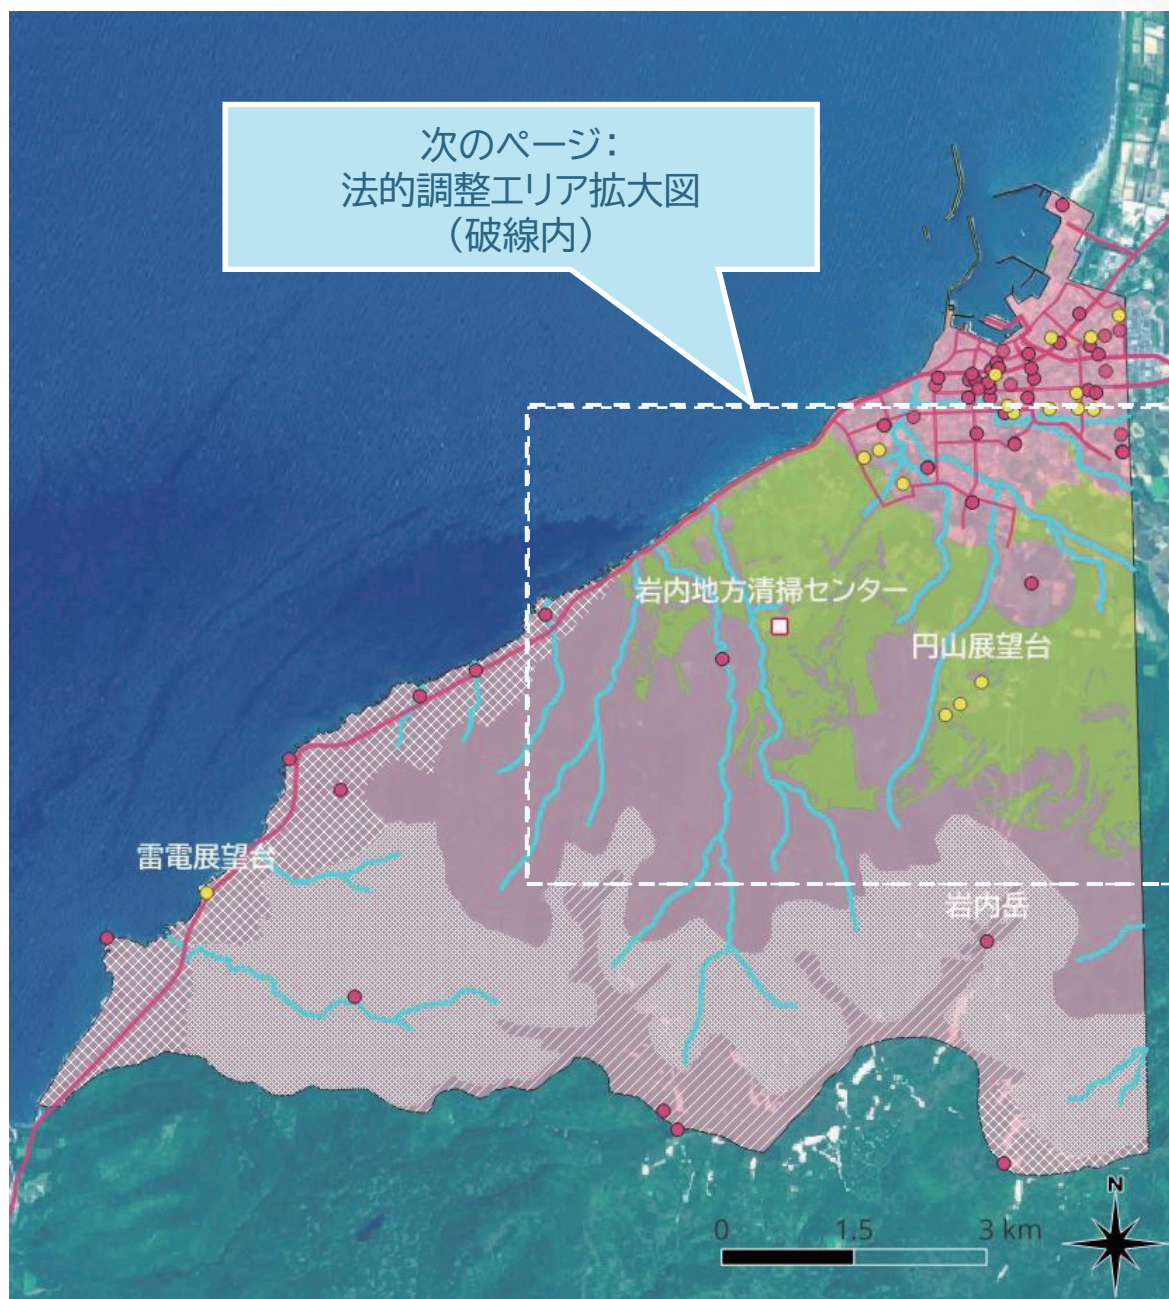 次のページ：
法的調整エリア拡大図
（破線内）
岩内地方清掃センター
円山展望台
雷電展望台
岩内岳
N
0 1.5 3 km